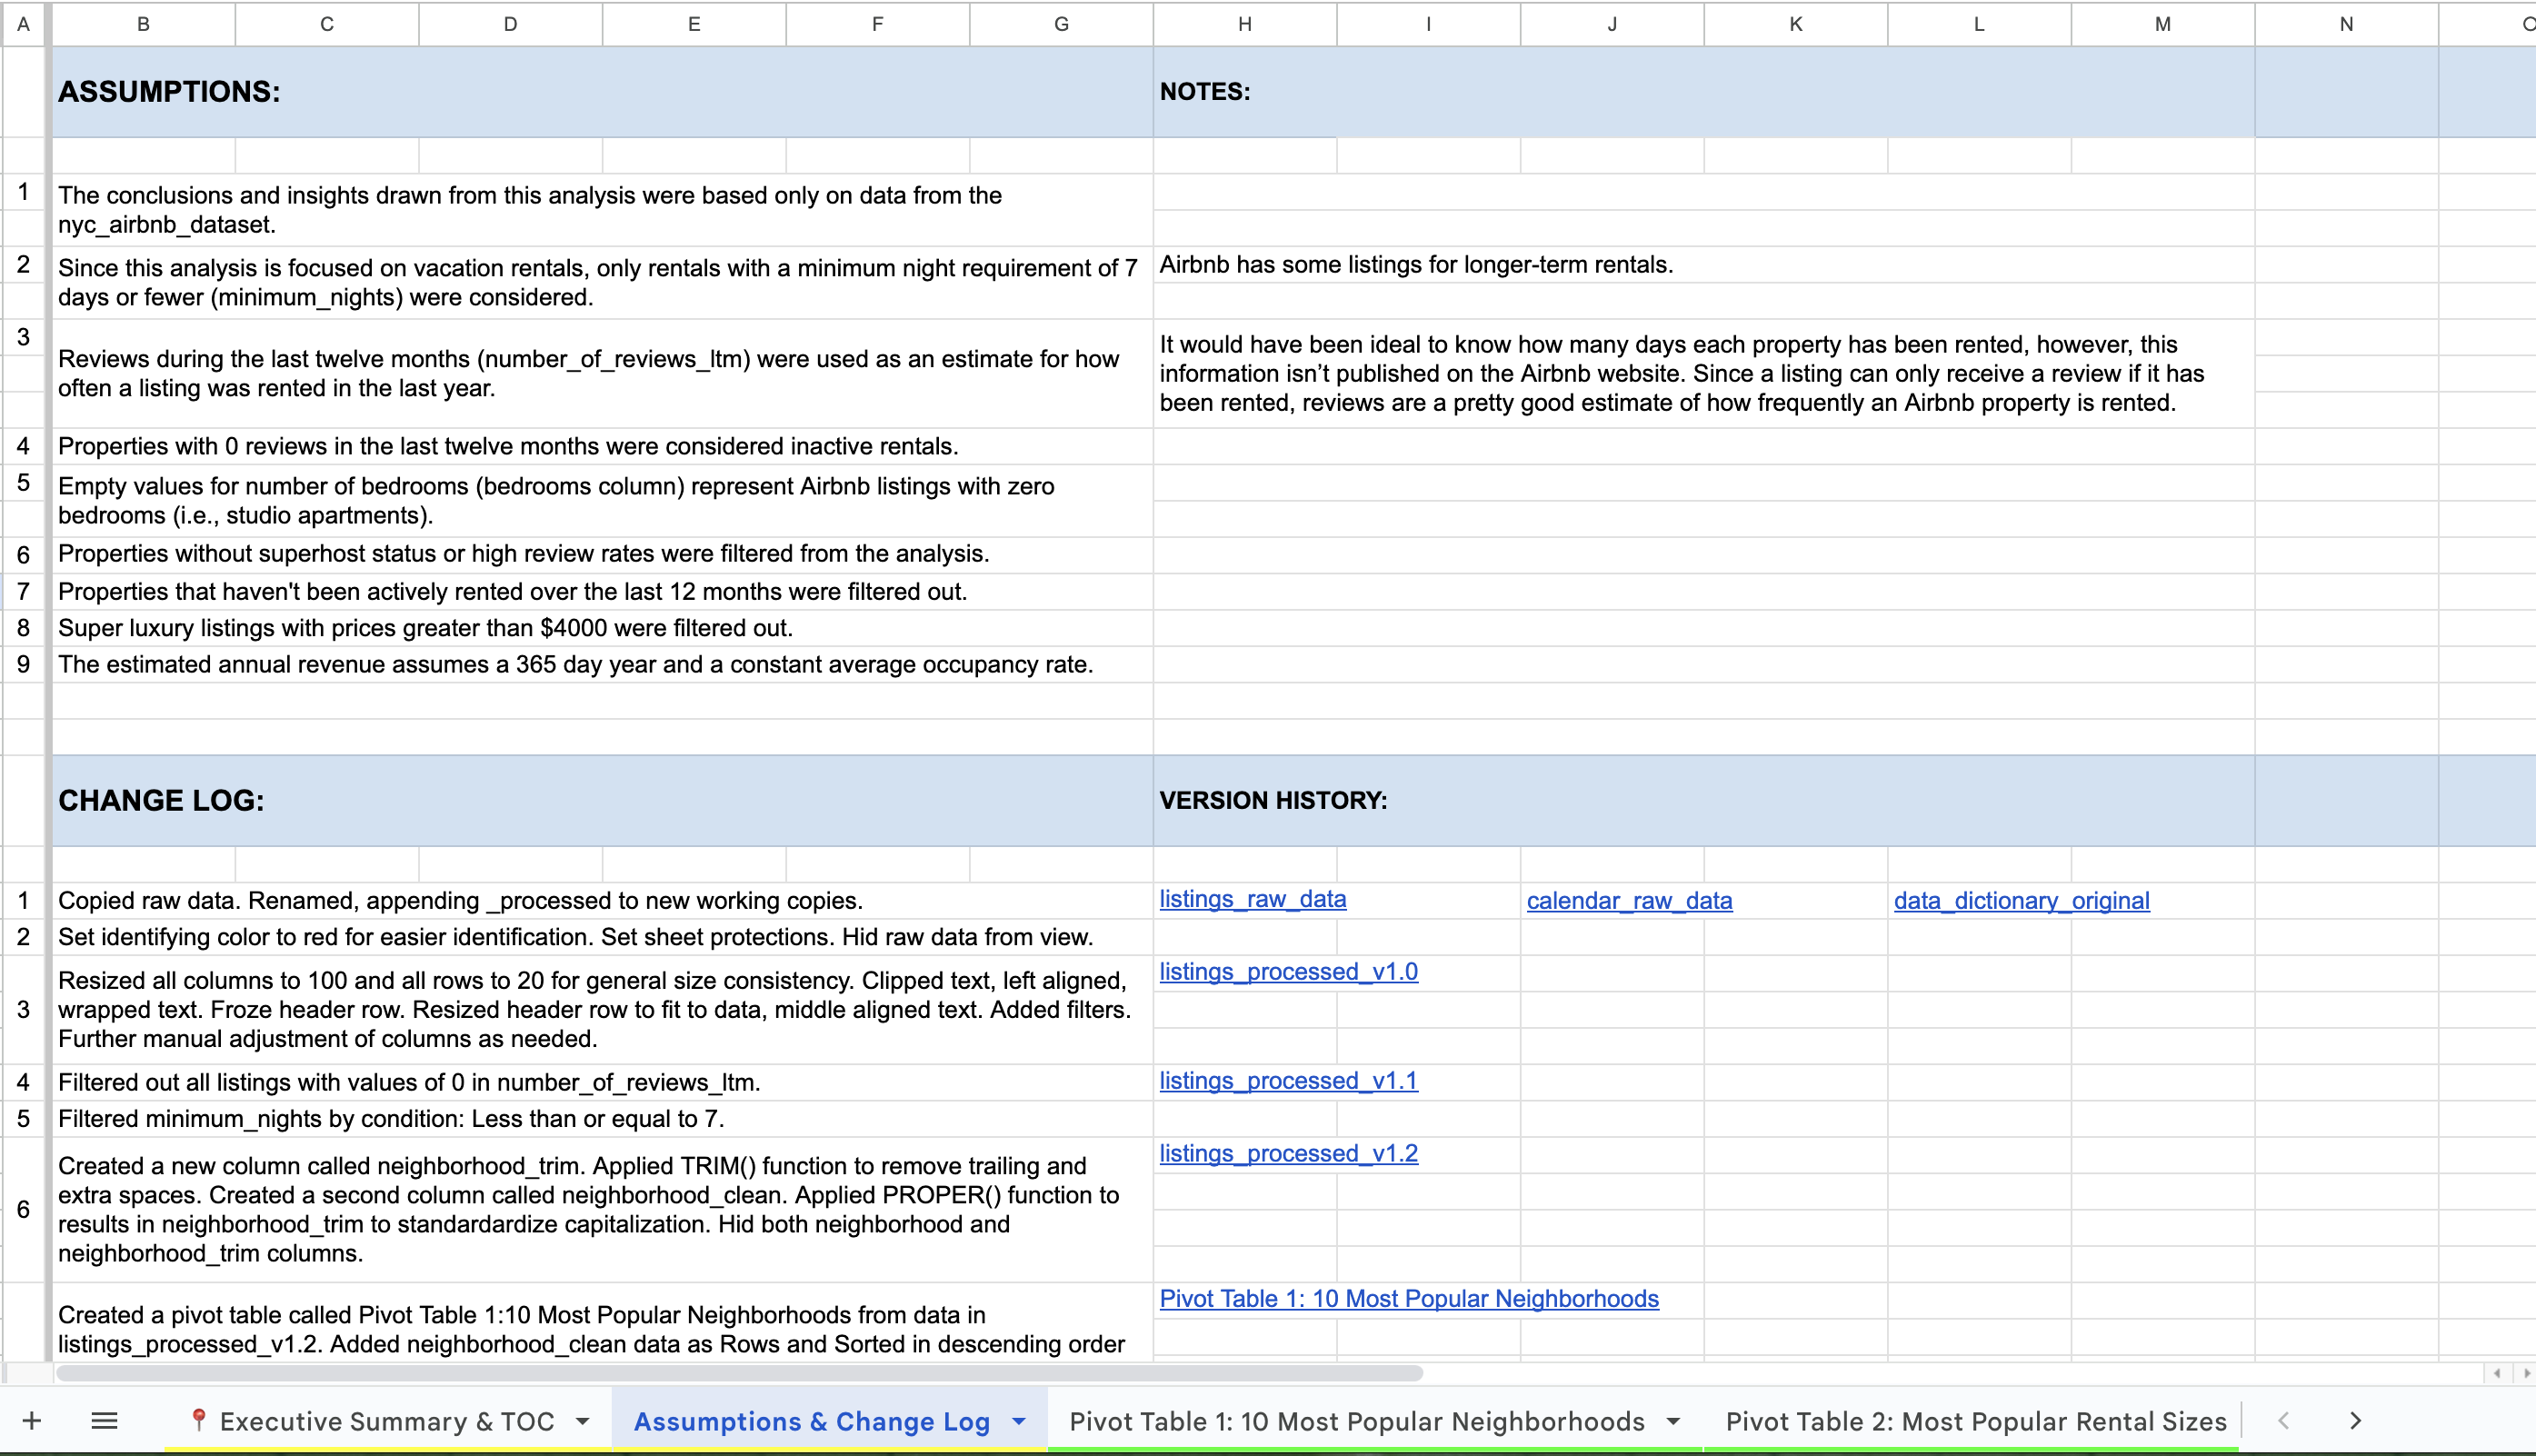 A B C D E F G H I J K L M N
ASSUMPTIONS: NOTES:
1 The conclusions and insights drawn from this analysis were based only on data from the
nyc_airbnb_dataset.
2 Since this analysis is focused on vacation rentals, only rentals with a minimum night requirement of 7
days or fewer (minimum_nights) were considered.
Airbnb has some listings for longer-term rentals.
3 Reviews during the last twelve months (number_of_reviews_ltm) were used as an estimate for how
often a listing was rented in the last year.
It would have been ideal to know how many days each property has been rented, however, this
information isn’t published on the Airbnb website. Since a listing can only receive a review if it has
been rented, reviews are a pretty good estimate of how frequently an Airbnb property is rented.
4 Properties with 0 reviews in the last twelve months were considered inactive rentals.
5 Empty values for number of bedrooms (bedrooms column) represent Airbnb listings with zero
bedrooms (i.e., studio apartments).
6 Properties without superhost status or high review rates were filtered from the analysis.
7 Properties that haven't been actively rented over the last 12 months were filtered out.
8 Super luxury listings with prices greater than $4000 were filtered out.
9 The estimated annual revenue assumes a 365 day year and a constant average occupancy rate.
CHANGE LOG: VERSION HISTORY:
1 Copied raw data. Renamed, appending _processed to new working copies. listings_raw_data calendar_raw_data data_dictionary_original
2 Set identifying color to red for easier identification. Set sheet protections. Hid raw data from view.
3 Resized all columns to 100 and all rows to 20 for general size consistency. Clipped text, left aligned,
wrapped text. Froze header row. Resized header row to fit to data, middle aligned text. Added filters.
Further manual adjustment of columns as needed.
listings_processed_v1.0
4 Filtered out all listings with values of 0 in number_of_reviews_ltm. listings_processed_v1.1
5 Filtered minimum_nights by condition: Less than or equal to 7.
6 Created a new column called neighborhood_trim. Applied TRIM() function to remove trailing and
extra spaces. Created a second column called neighborhood_clean. Applied PROPER() function to
results in neighborhood_trim to standardardize capitalization. Hid both neighborhood and
neighborhood_trim columns.
listings_processed_v1.2
Created a pivot table called Pivot Table 1:10 Most Popular Neighborhoods from data in
listings_processed_v1.2. Added neighborhood_clean data as Rows and Sorted in descending order
Pivot Table 1: 10 Most Popular Neighborhoods
Executive Summary & TOC Assumptions & Change Log Pivot Table 1: 10 Most Popular Neighborhoods Pivot Table 2: Most Popular Rental Sizes